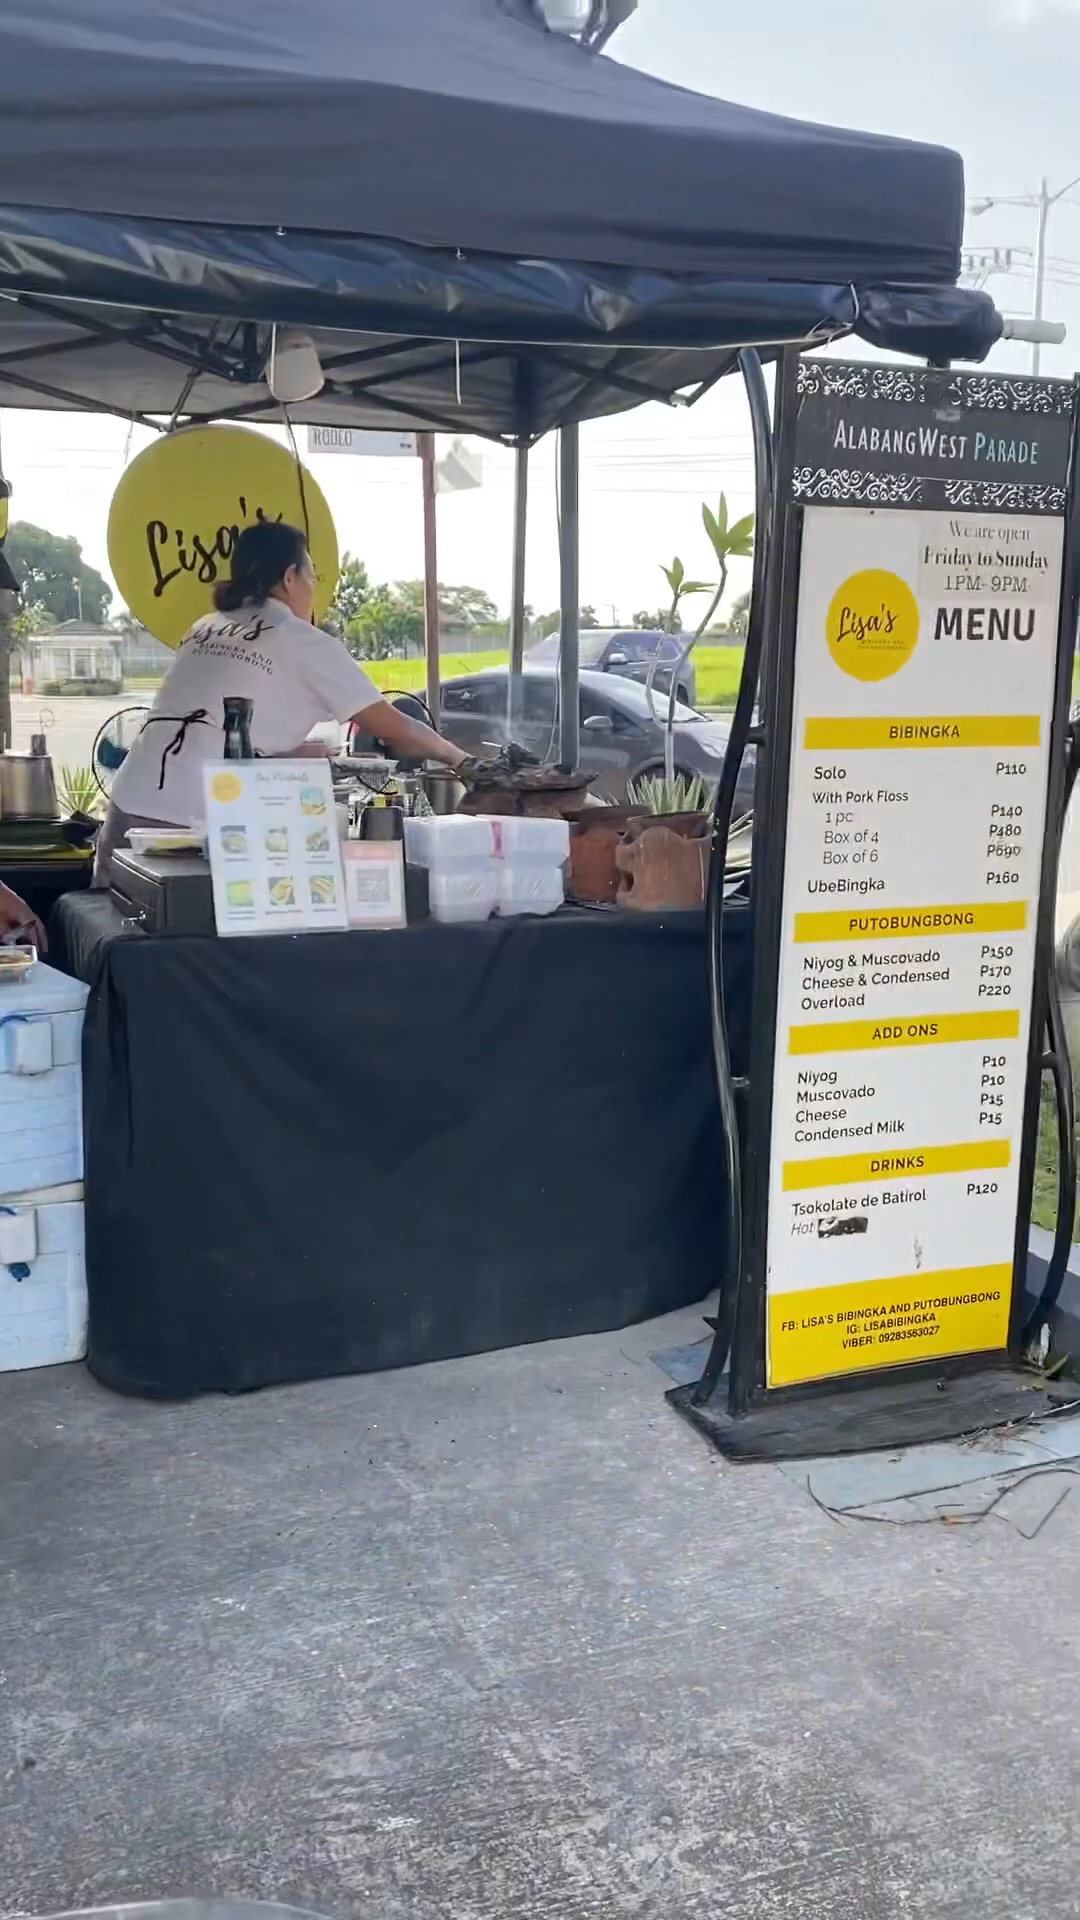 RODEO
Lisa's
Lisa's
BIBINGKA AND
PUTOBUNGBONG
Our Products
ALABANGWEST PARADE
We are open
Friday to Sunday
1PM-9PM
Lisa's
MENU
BIBINGKA
Solo P110
With Pork Floss
1 pc P140
Box of 4 P480
Box of 6 P690
UbeBingka P160
PUTOBUNGBONG
Niyog & Muscovado P150
Cheese & Condensed P170
Overload P220
ADD ONS
Niyog P10
Muscovado P10
Cheese P15
Condensed Milk P15
DRINKS
Tsokolate de Batirol P120
Hot
FB: LISA'S BIBINGKA AND PUTOBUNGBONG
IG: LISABIBINGKA
VIBER: 09283563027